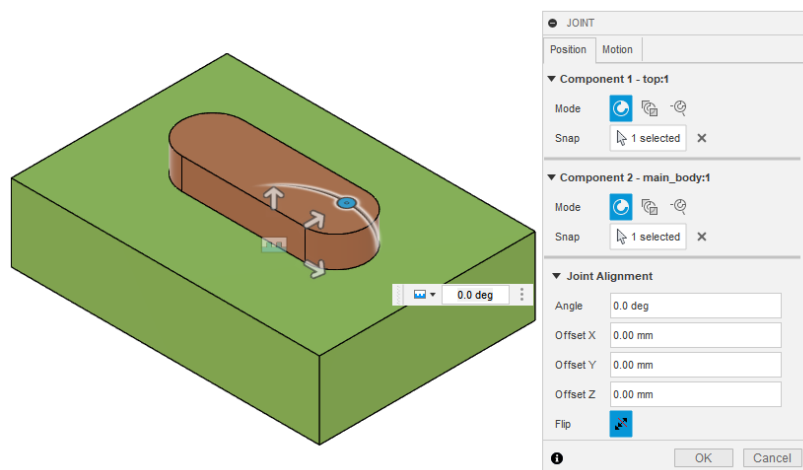 JOINT
Position Motion
Component 1 - top:1
Mode
Snap 1 selected
Component 2 - main_body:1
Mode
Snap 1 selected
Joint Alignment
Angle 0.0 deg
Offset X 0.00 mm
Offset Y 0.00 mm
Offset Z 0.00 mm
Flip
OK Cancel
0.0 deg